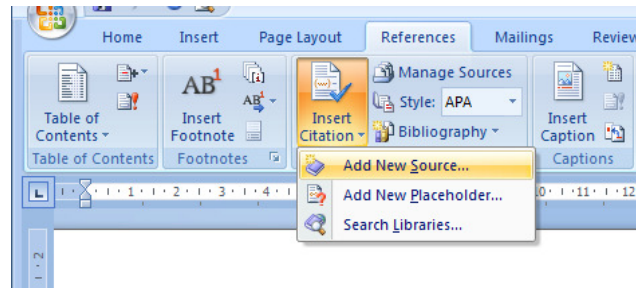 Home Insert Page Layout References Mailings Review
Table of Contents
AB¹ Insert Footnote
AB¹
Insert Citation
Manage Sources
Style: APA
Bibliography
Insert Caption
Table of Contents Footnotes Captions
Add New Source...
Add New Placeholder...
Search Libraries...
L 1 1 2 3 4 10 11 12
2